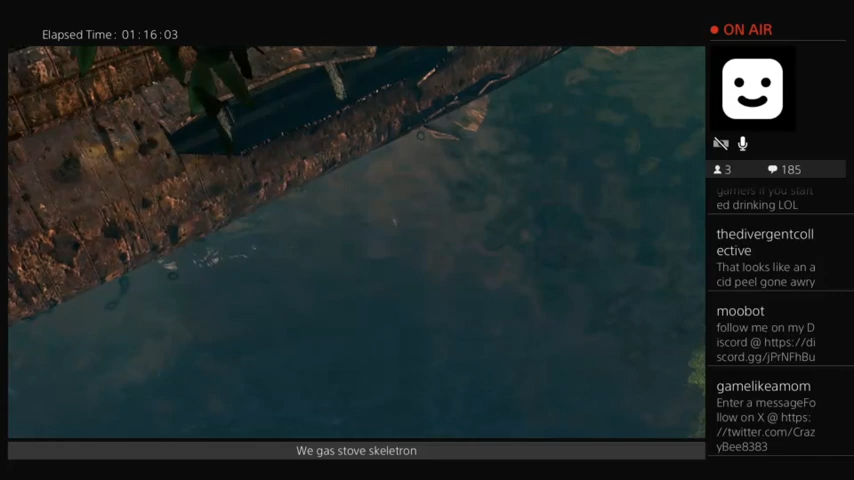 Elapsed Time: 01:16:03
ON AIR
3
185
gamers if you start
ed drinking LOL
thedivergentcoll
ective
That looks like an a
cid peel gone awry
moobot
follow me on my D
iscord @ https://di
scord.gg/jPrNFhBu
gamelikeamom
Enter a messageFo
llow on X @ https:
//twitter.com/Craz
yBee8383
We gas stove skeletron